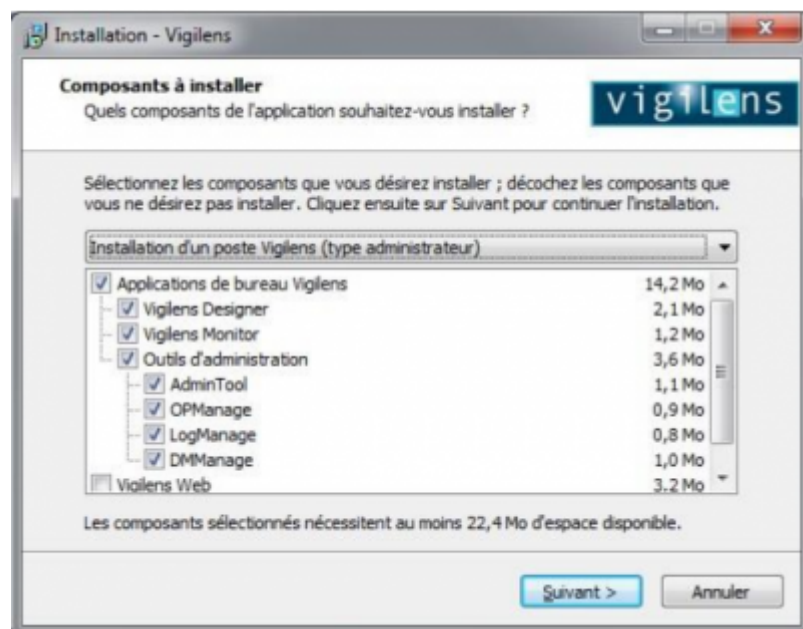 Installation - Vigilens
Composants à installer
Quels composants de l'application souhaitez-vous installer ?
vigilens
Sélectionnez les composants que vous désirez installer ; décochez les composants que
vous ne désirez pas installer. Cliquez ensuite sur Suivant pour continuer l'installation.
Installation d'un poste Vigilens (type administrateur)
Applications de bureau Vigilens 14,2 Mo
Vigilens Designer 2,1 Mo
Vigilens Monitor 1,2 Mo
Outils d'administration 3,6 Mo
AdminTool 1,1 Mo
OPManage 0,9 Mo
LogManage 0,8 Mo
DMManage 1,0 Mo
Vigilens Web 3,2 Mo
Les composants sélectionnés nécessitent au moins 22,4 Mo d'espace disponible.
Suivant > Annuler